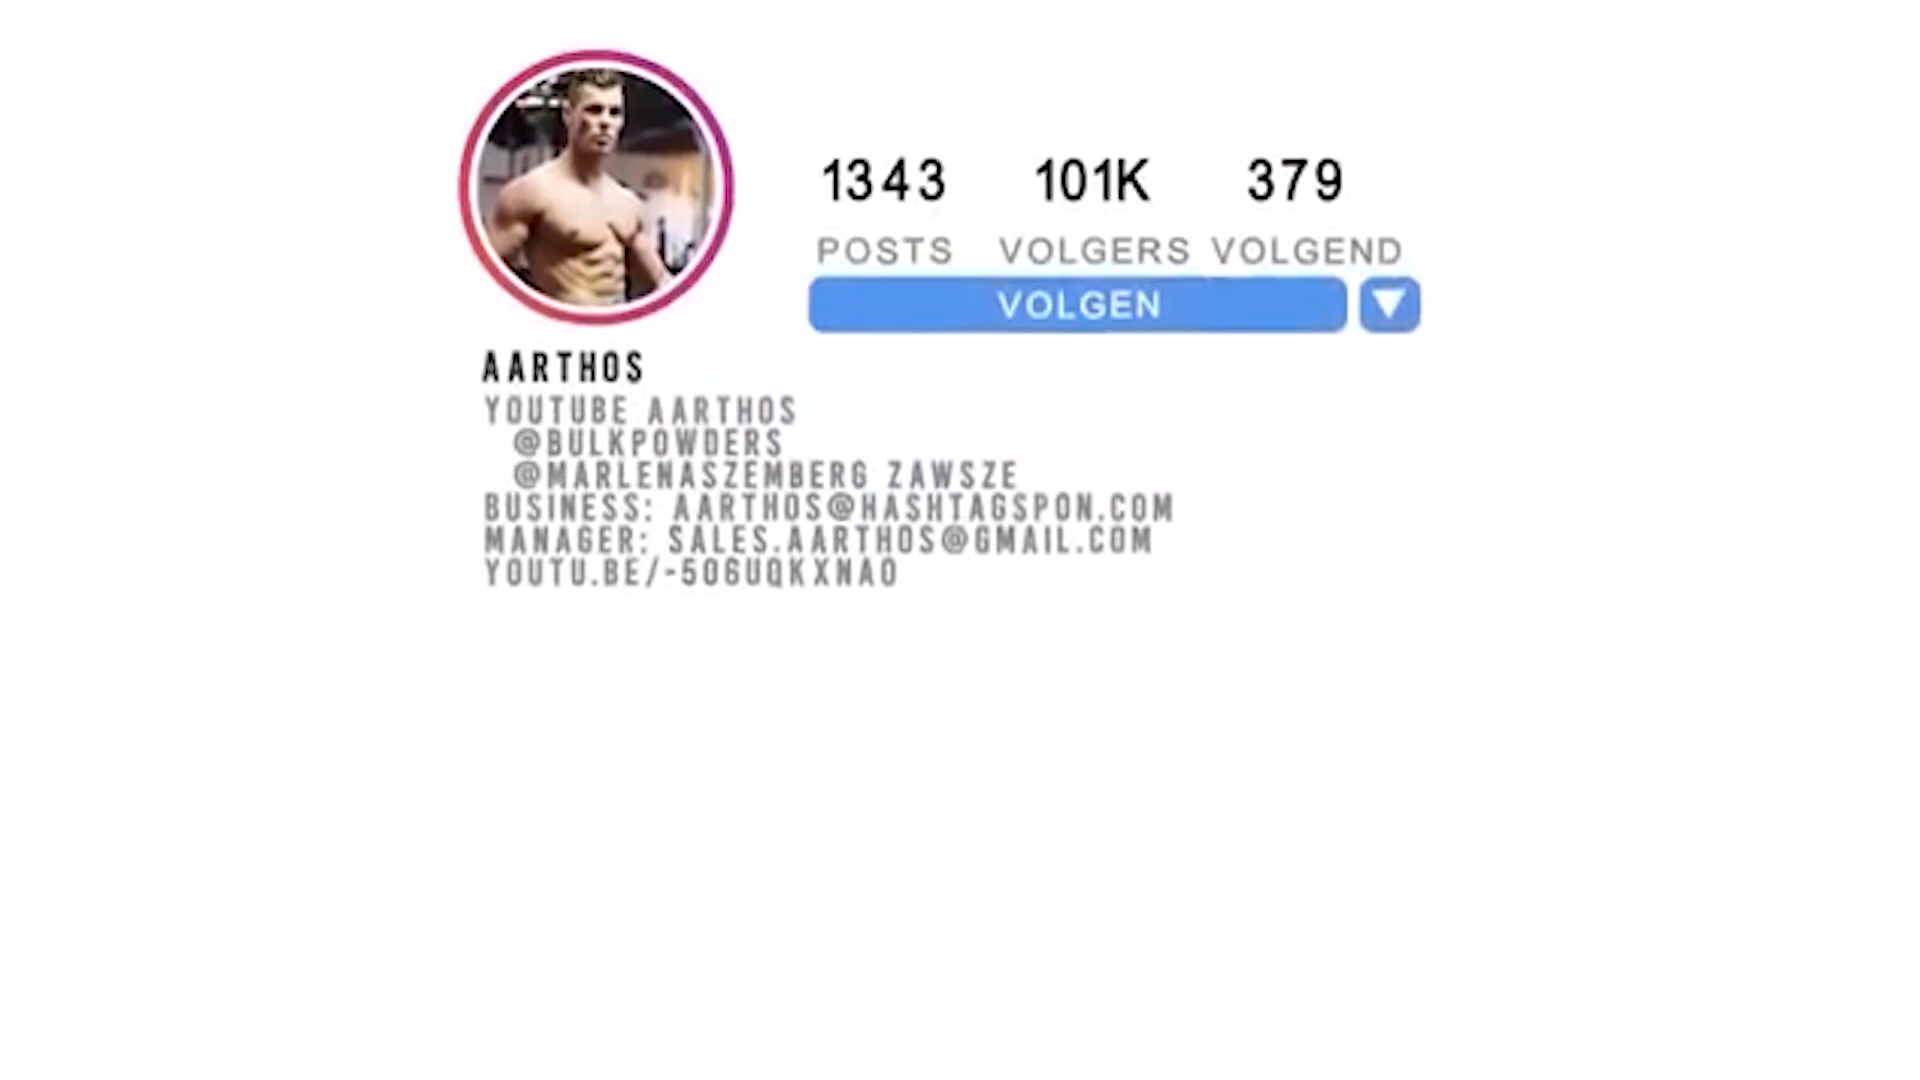 1343 101K 379
POSTS VOLGERS VOLGEND
VOLGEN
AARTHOS
YOUTUBE AARTHOS
@BULKPOWDERS
@MARLENASZEMBERG ZAWSZE
BUSINESS: AARTHOS@HASHTAGSPON.COM
MANAGER: SALES.AARTHOS@GMAIL.COM
YOUTU.BE/-506UQKXNAO